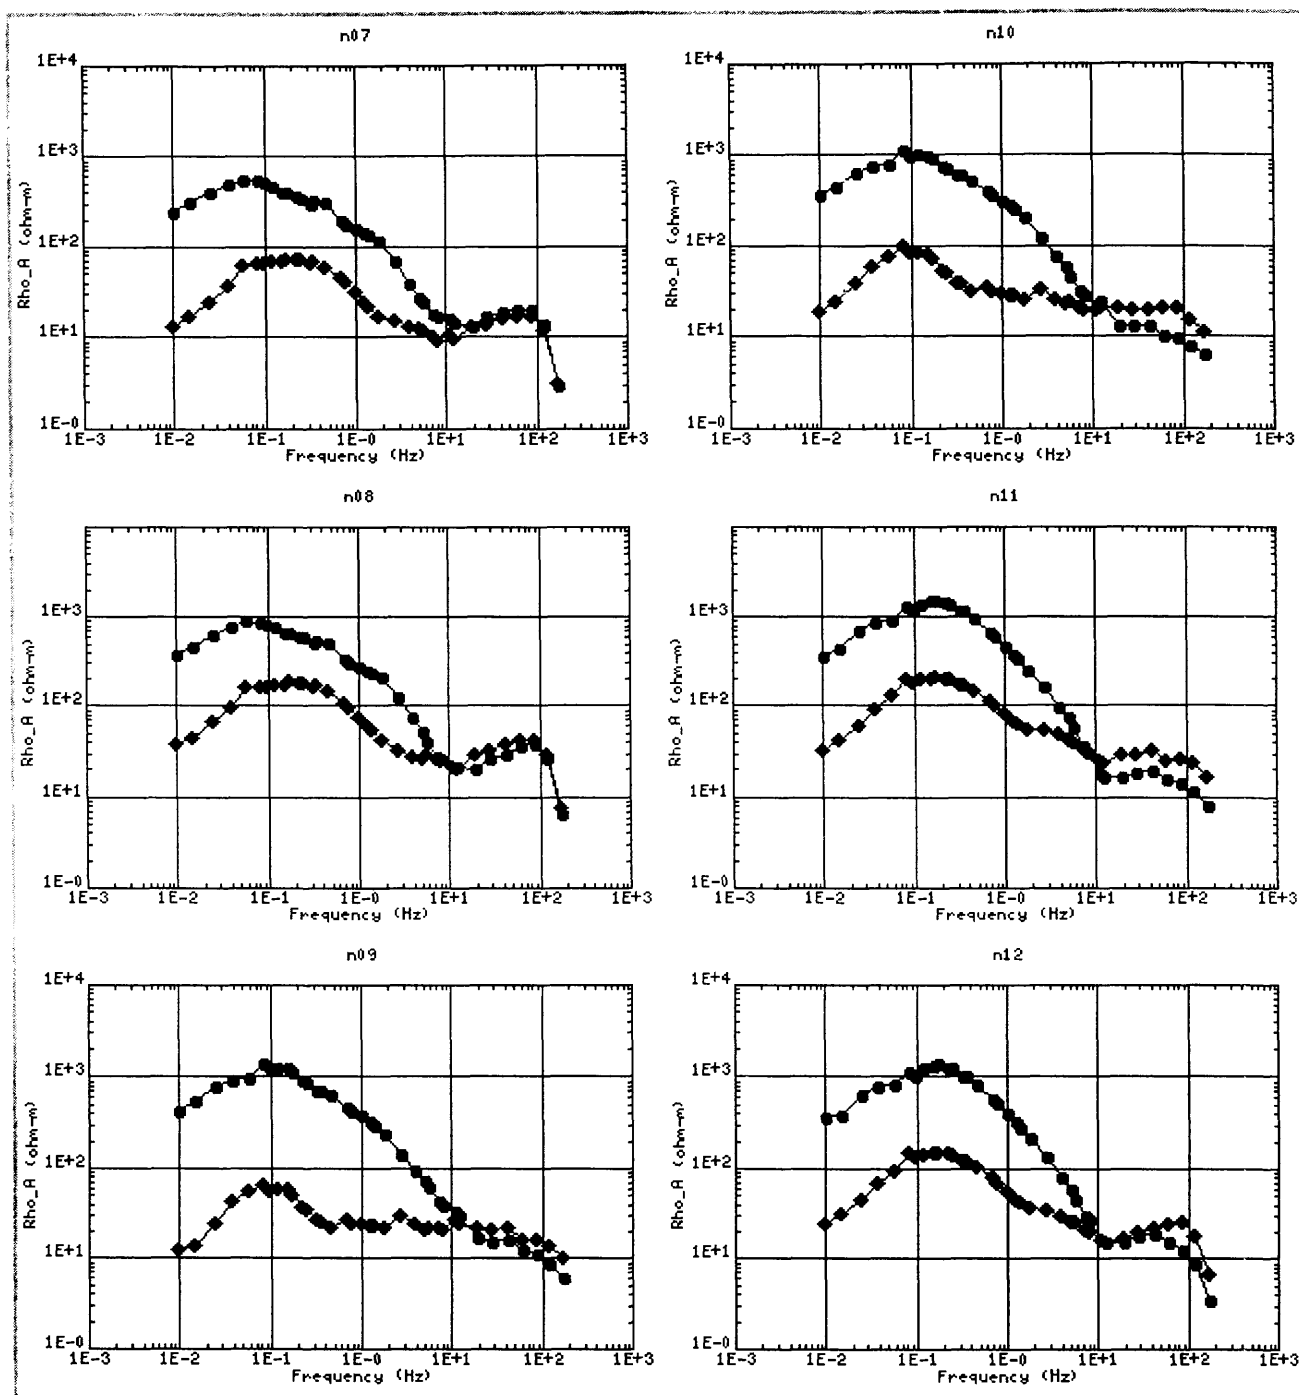 n07
1E+4
1E+3
1E+2
1E+1
1E-0
Rho_A (ohm-m)
1E-3 1E-2 1E-1 1E-0 1E+1 1E+2 1E+3
Frequency (Hz)
n10
1E+4
1E+3
1E+2
1E+1
1E-0
Rho_A (ohm-m)
1E-3 1E-2 1E-1 1E-0 1E+1 1E+2 1E+3
Frequency (Hz)
n08
1E+3
1E+2
1E+1
1E-0
Rho_A (ohm-m)
1E-3 1E-2 1E-1 1E-0 1E+1 1E+2 1E+3
Frequency (Hz)
n11
1E+3
1E+2
1E+1
1E-0
Rho_A (ohm-m)
1E-3 1E-2 1E-1 1E-0 1E+1 1E+2 1E+3
Frequency (Hz)
n09
1E+4
1E+3
1E+2
1E+1
1E-0
Rho_A (ohm-m)
1E-3 1E-2 1E-1 1E-0 1E+1 1E+2 1E+3
Frequency (Hz)
n12
1E+4
1E+3
1E+2
1E+1
1E-0
Rho_A (ohm-m)
1E-3 1E-2 1E-1 1E-0 1E+1 1E+2 1E+3
Frequency (Hz)